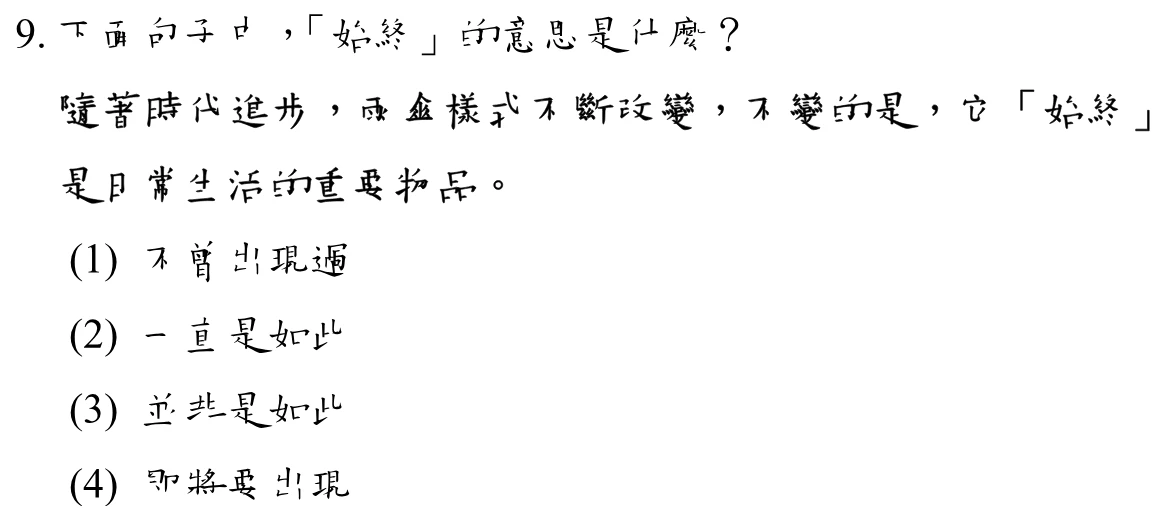 9. 下面句子中，「始終」的意思是什麼？
隨著時代進步，雨傘樣式不斷改變，不變的是，它「始終」
是日常生活的重要物品。
(1) 不曾出現過
(2) 一直是如此
(3) 並非是如此
(4) 即將要出現